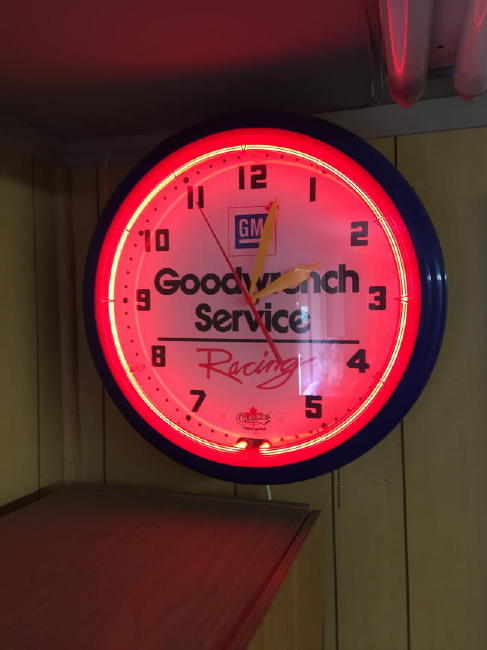 12
11 1
10 2
GM
Goodwrench
9 3
Service
8 4
Racing
7 5